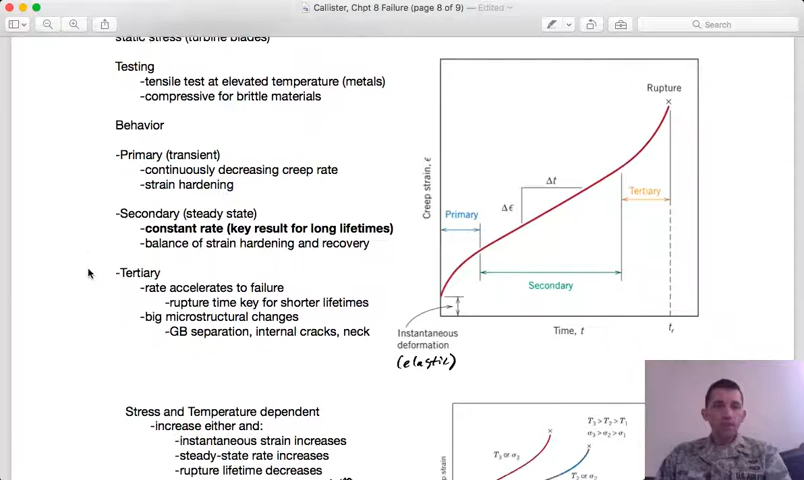 Callister, Chpt 8 Failure (page 8 of 9) — Edited
Search
static stress (turbine blades)
Testing
-tensile test at elevated temperature (metals)
-compressive for brittle materials
Behavior
-Primary (transient)
-continuously decreasing creep rate
-strain hardening
-Secondary (steady state)
-constant rate (key result for long lifetimes)
-balance of strain hardening and recovery
-Tertiary
-rate accelerates to failure
-rupture time key for shorter lifetimes
-big microstructural changes
-GB separation, internal cracks, neck
Rupture
×
Creep strain, ϵ
Δt
Δϵ
Primary
Tertiary
Secondary
Instantaneous
deformation
(elastic)
Time, t
tr
Stress and Temperature dependent
-increase either and:
-instantaneous strain increases
-steady-state rate increases
-rupture lifetime decreases
T3 > T2 > T1
σ3 > σ2 > σ1
×
×
T3 or σ3
T2 or σ2
strain